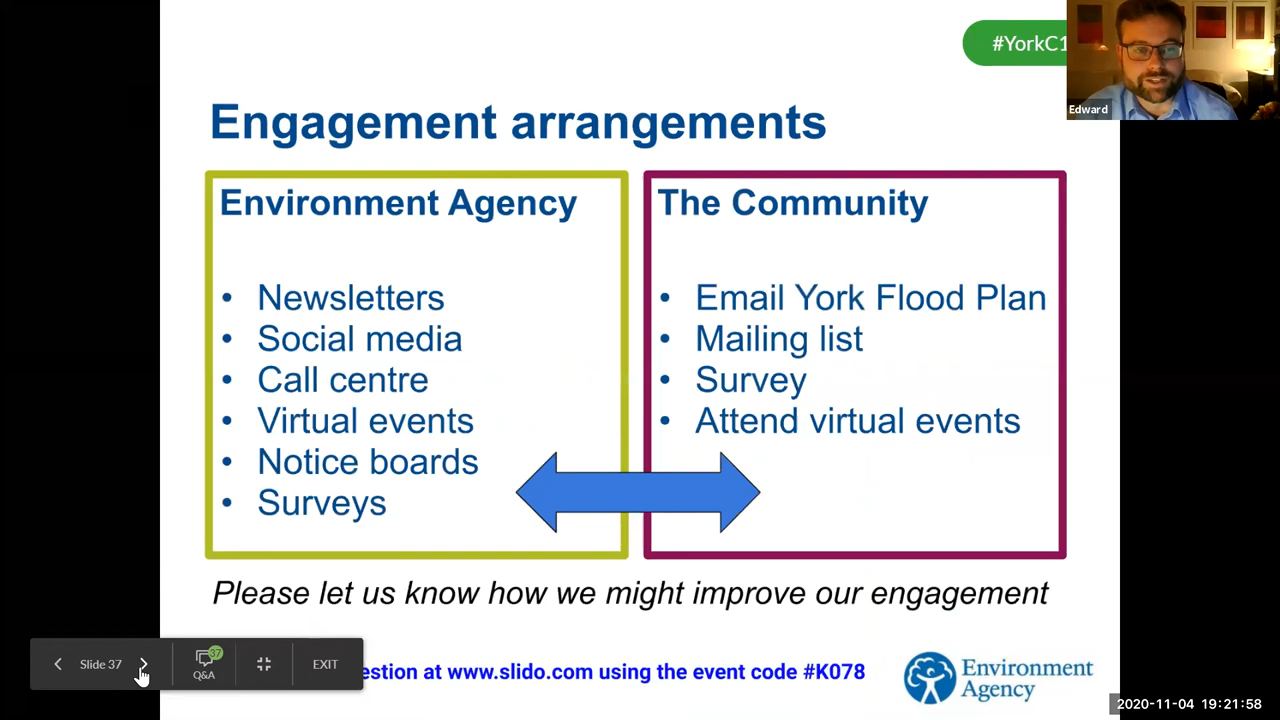 #YorkC1
Edward
Engagement arrangements
Environment Agency
• Newsletters
• Social media
• Call centre
• Virtual events
• Notice boards
• Surveys
The Community
• Email York Flood Plan
• Mailing list
• Survey
• Attend virtual events
Please let us know how we might improve our engagement
Slide 37
37
Q&A
EXIT
estion at www.slido.com using the event code #K078
Environment
Agency
2020-11-04 19:21:58